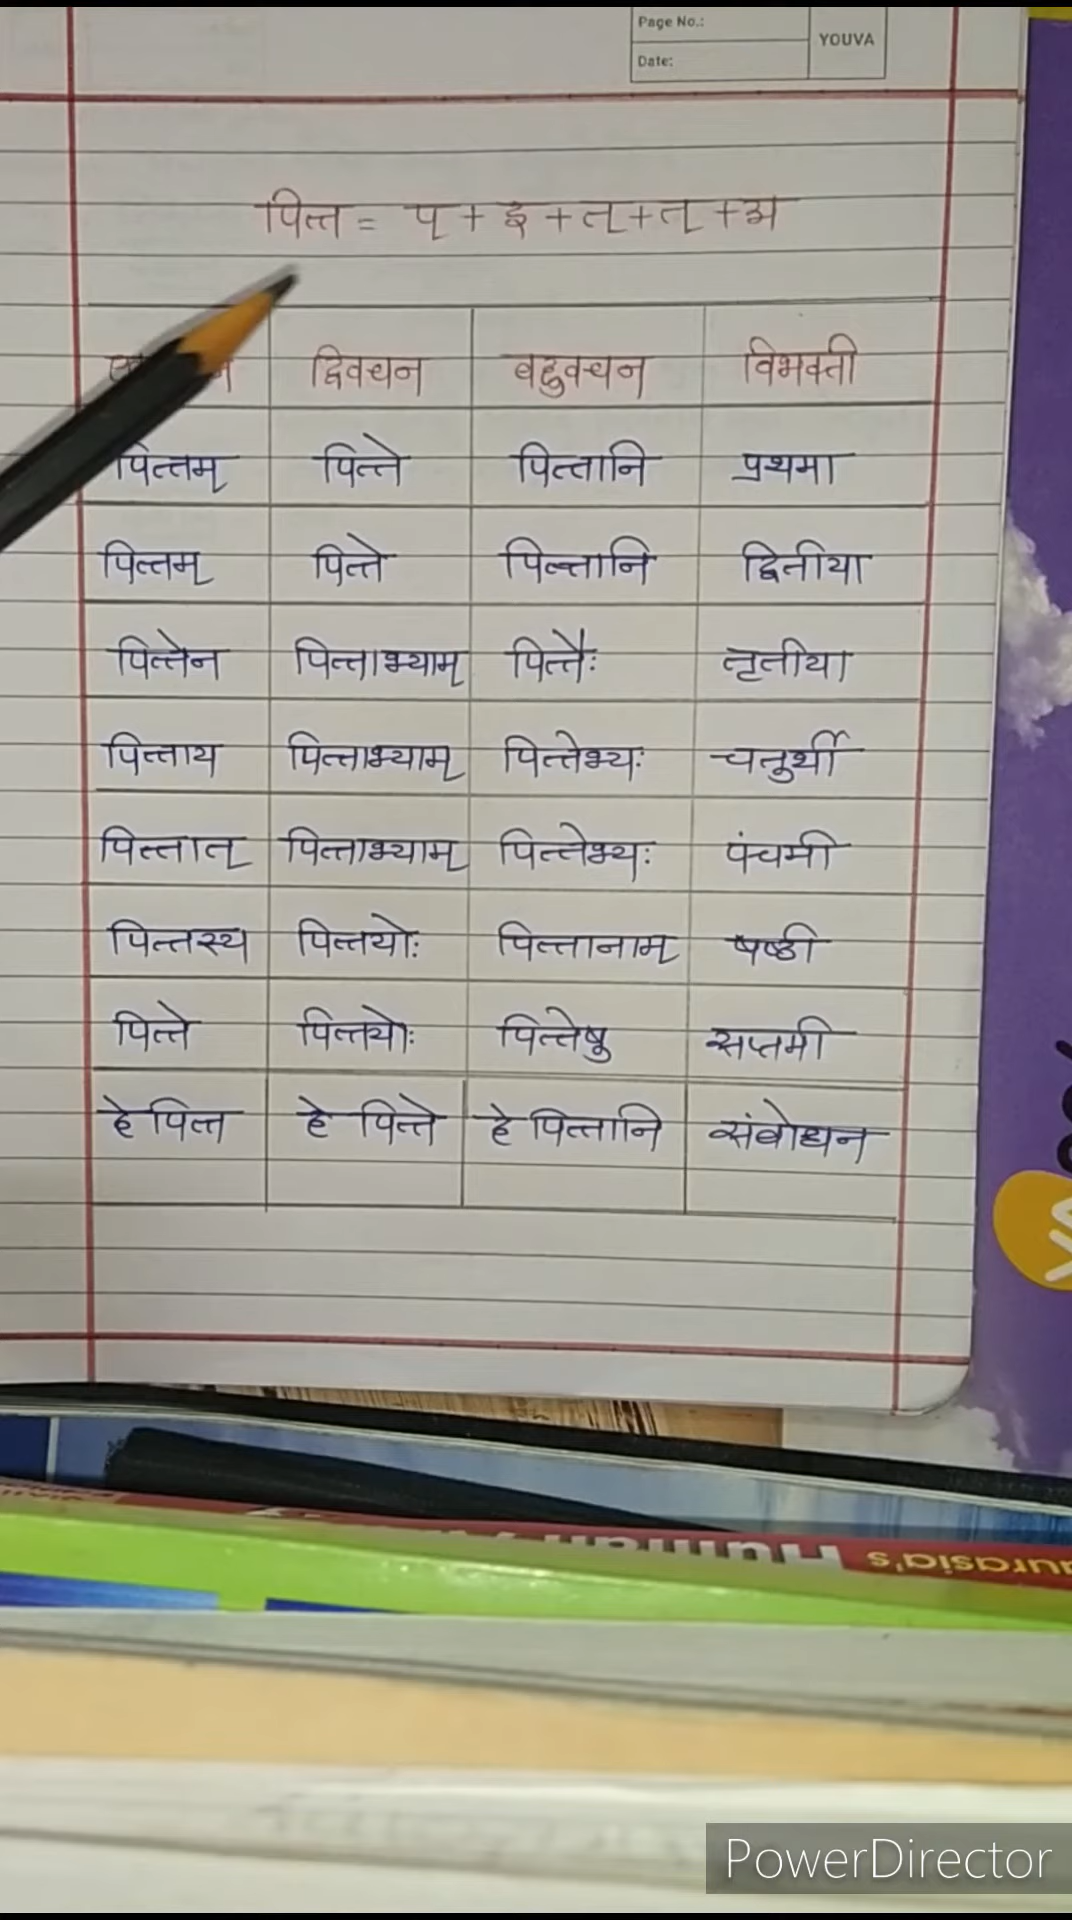 Page No.:
YOUVA
Date:
पित्त = प् + इ + त् + त् + अ
द्विवचन बहुवचन विभक्ती
पित्तम् पित्ते पित्तानि प्रथमा
पित्तम् पित्ते पित्तानि द्वितीया
पित्तेन पित्ताभ्याम् पित्तैः तृतीया
पित्ताय पित्ताभ्याम् पित्तेभ्यः चतुर्थी
पित्तात् पित्ताभ्याम् पित्तेभ्यः पंचमी
पित्तस्य पित्तयोः पित्तानाम् षष्ठी
पित्ते पित्तयोः पित्तेषु सप्तमी
हे पित्त हे पित्ते हे पित्तानि संबोधन
PowerDirector